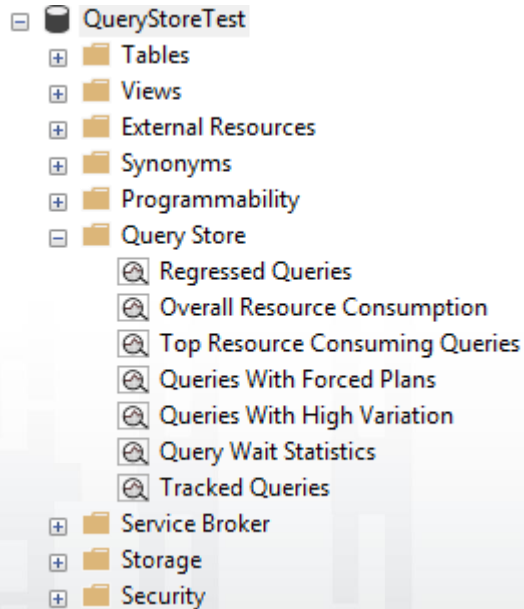 QueryStoreTest
Tables
Views
External Resources
Synonyms
Programmability
Query Store
Regressed Queries
Overall Resource Consumption
Top Resource Consuming Queries
Queries With Forced Plans
Queries With High Variation
Query Wait Statistics
Tracked Queries
Service Broker
Storage
Security